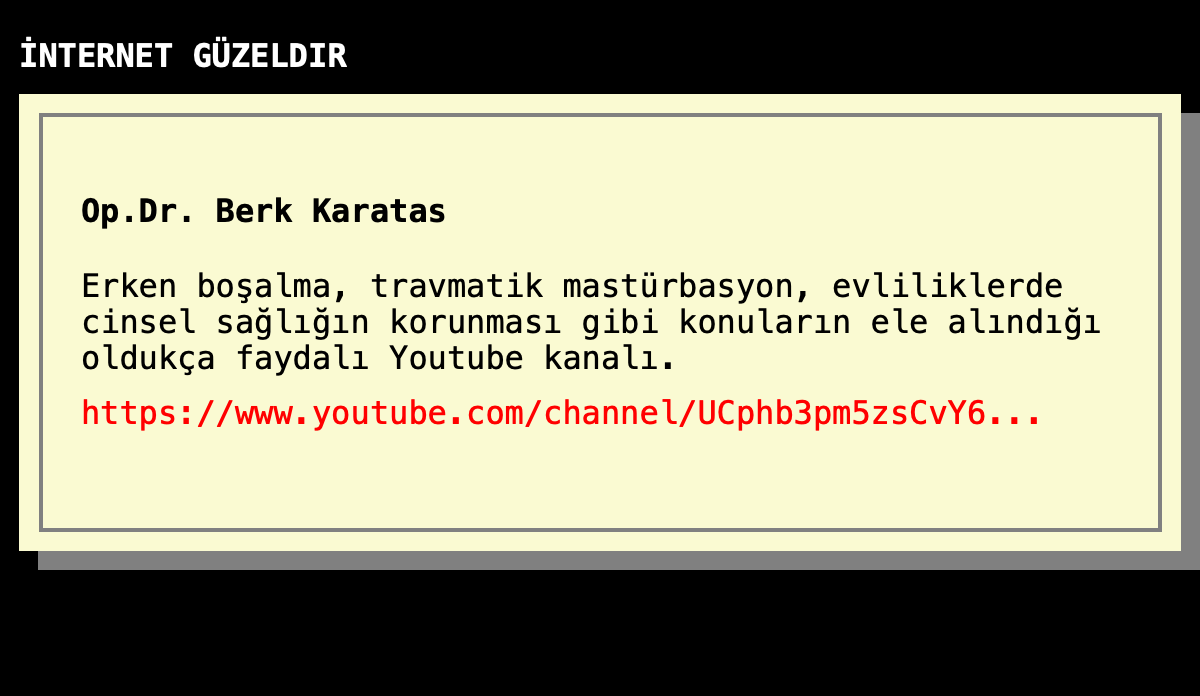 İNTERNET GÜZELDIR
Op.Dr. Berk Karatas
Erken boşalma, travmatik mastürbasyon, evliliklerde
cinsel sağlığın korunması gibi konuların ele alındığı
oldukça faydalı Youtube kanalı.
https://www.youtube.com/channel/UCphb3pm5zsCvY6...